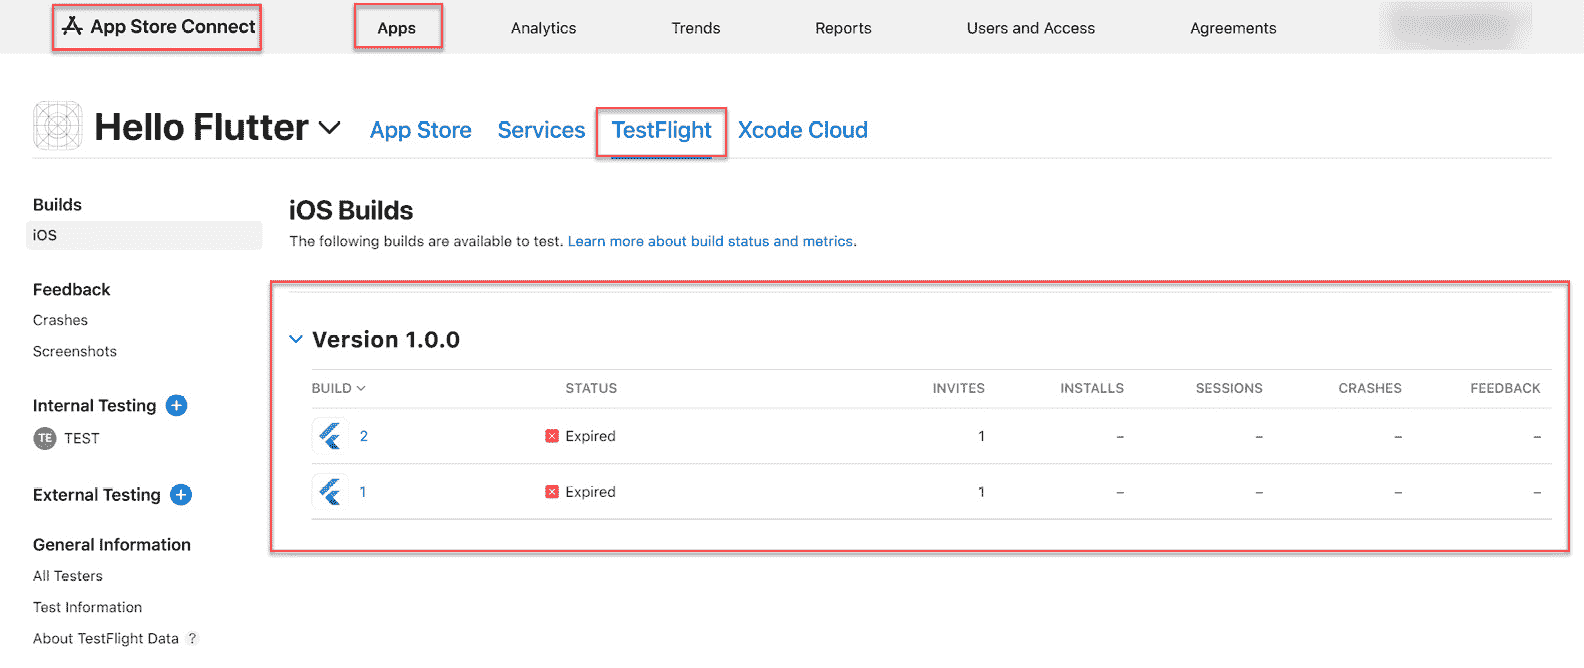 App Store Connect Apps Analytics Trends Reports Users and Access Agreements
Hello Flutter App Store Services TestFlight Xcode Cloud
Builds
iOS
Feedback
Crashes
Screenshots
Internal Testing +
TE TEST
External Testing +
General Information
All Testers
Test Information
About TestFlight Data ?
iOS Builds
The following builds are available to test. Learn more about build status and metrics.
Version 1.0.0
BUILD STATUS INVITES INSTALLS SESSIONS CRASHES FEEDBACK
2 Expired 1 – – – –
1 Expired 1 – – – –